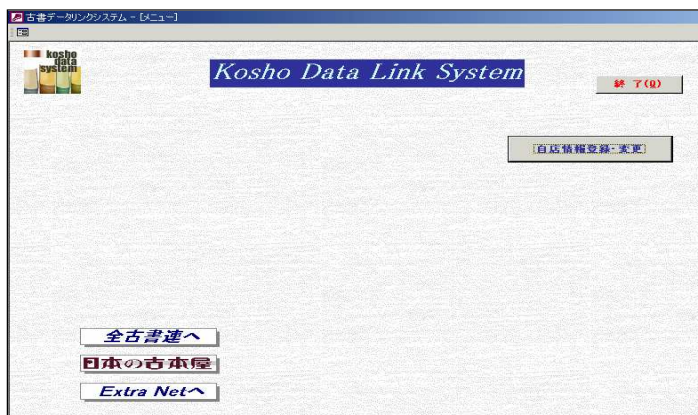 古書データリンクシステム - [メニュー]
kosho
data
system
Kosho Data Link System
終 了(Q)
自店情報登録・変更
全古書連へ
日本の古本屋
Extra Netへ